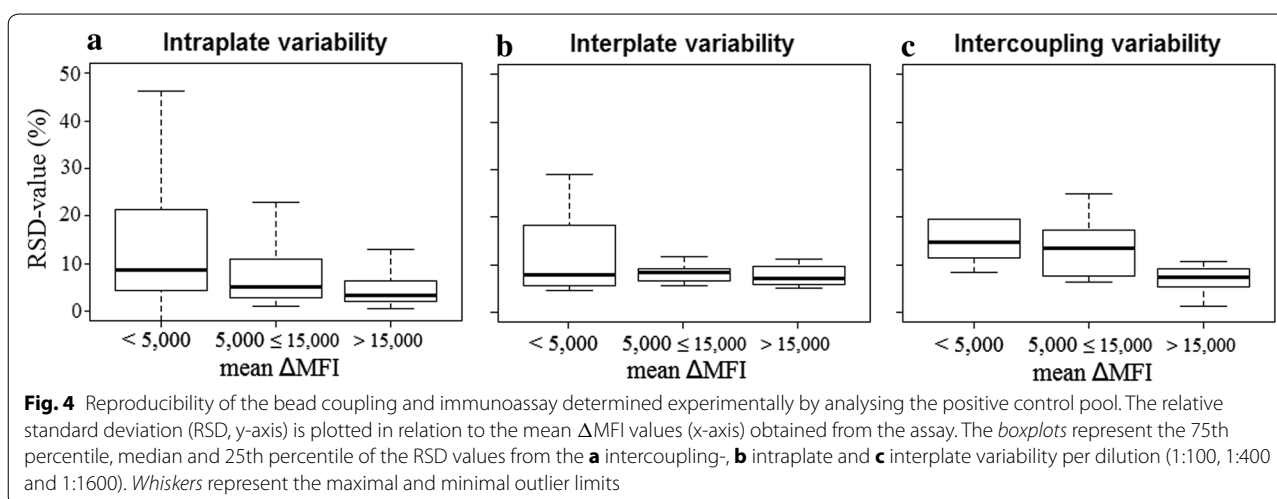 a Intraplate variability
b Interplate variability
c Intercoupling variability
RSD-value (%)
50
40
30
20
10
0
< 5,000 5,000 ≤ 15,000 > 15,000
mean ΔMFI
< 5,000 5,000 ≤ 15,000 > 15,000
mean ΔMFI
< 5,000 5,000 ≤ 15,000 > 15,000
mean ΔMFI
Fig. 4 Reproducibility of the bead coupling and immunoassay determined experimentally by analysing the positive control pool. The relative
standard deviation (RSD, y-axis) is plotted in relation to the mean ΔMFI values (x-axis) obtained from the assay. The boxplots represent the 75th
percentile, median and 25th percentile of the RSD values from the a intercoupling-, b intraplate and c interplate variability per dilution (1:100, 1:400
and 1:1600). Whiskers represent the maximal and minimal outlier limits